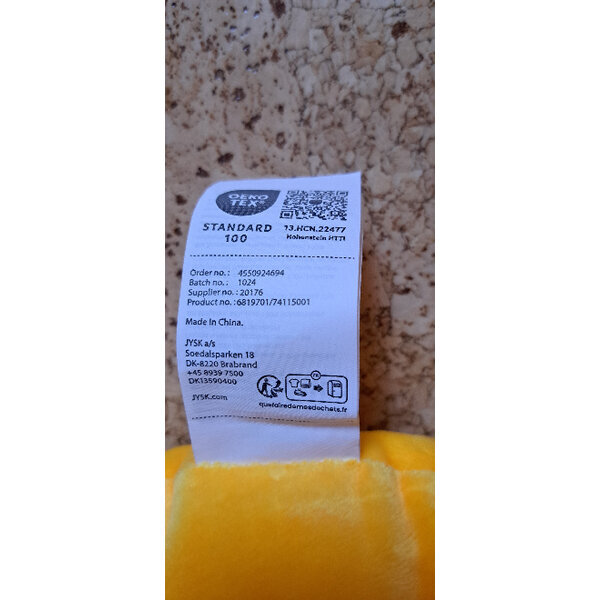 OEKO
TEX®
STANDARD
100
13.HCN.22477
Hohenstein HTTI
Order no.: 4550924694
Batch no.: 1024
Supplier no.: 20176
Product no.:6819701/74115001
Made in China.
JYSK a/s
Soedalsparken 18
DK-8220 Brabrand
+45 8939 7500
DK13590400
JYSK.com
FR
quefairedemesdechets.fr